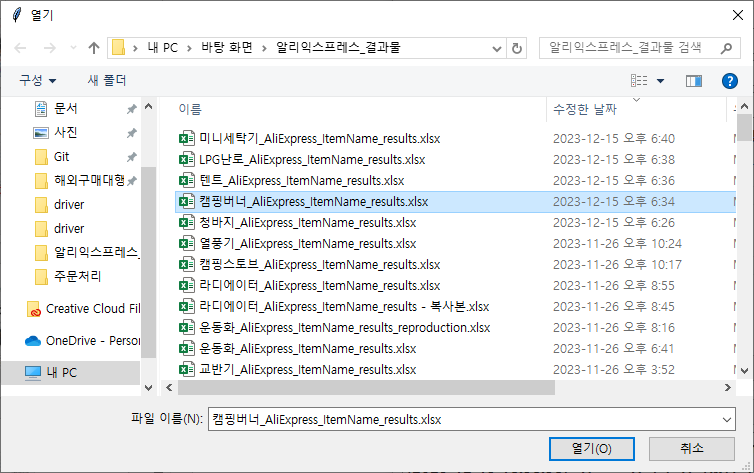 열기
내 PC > 바탕 화면 > 알리익스프레스_결과물
알리익스프레스_결과물 검색
구성 새 폴더
문서
사진
Git
해외구매대행
driver
driver
알리익스프레스_
주문처리
Creative Cloud Fil
OneDrive - Person
내 PC
이름 수정한 날짜
미니세탁기_AliExpress_ItemName_results.xlsx 2023-12-15 오후 6:40
LPG난로_AliExpress_ItemName_results.xlsx 2023-12-15 오후 6:38
텐트_AliExpress_ItemName_results.xlsx 2023-12-15 오후 6:36
캠핑버너_AliExpress_ItemName_results.xlsx 2023-12-15 오후 6:34
청바지_AliExpress_ItemName_results.xlsx 2023-12-15 오후 6:26
열풍기_AliExpress_ItemName_results.xlsx 2023-11-26 오후 10:24
캠핑스토브_AliExpress_ItemName_results.xlsx 2023-11-26 오후 10:17
라디에이터_AliExpress_ItemName_results.xlsx 2023-11-26 오후 8:55
라디에이터_AliExpress_ItemName_results - 복사본.xlsx 2023-11-26 오후 8:45
운동화_AliExpress_ItemName_results_reproduction.xlsx 2023-11-26 오후 8:16
운동화_AliExpress_ItemName_results.xlsx 2023-11-26 오후 6:41
교반기_AliExpress_ItemName_results.xlsx 2023-11-26 오후 3:52
파일 이름(N): 캠핑버너_AliExpress_ItemName_results.xlsx
열기(O) 취소